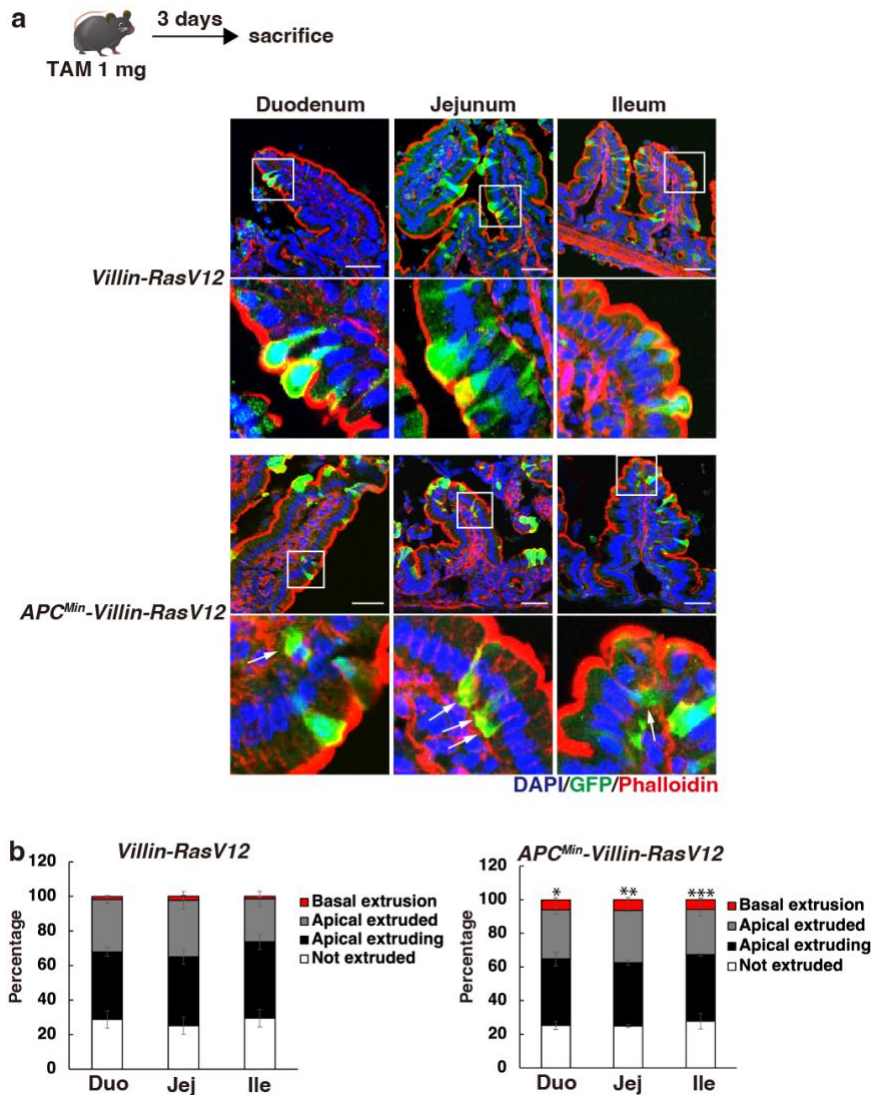 a
3 days
sacrifice
TAM 1 mg
Duodenum Jejunum Ileum
Villin-RasV12
APCMin-Villin-RasV12
DAPI/GFP/Phalloidin
b
Villin-RasV12
120
100
80
60
40
20
0
Percentage
Duo Jej Ile
Basal extrusion
Apical extruded
Apical extruding
Not extruded
APCMin-Villin-RasV12
120
100
80
60
40
20
0
Percentage
* ** ***
Duo Jej Ile
Basal extrusion
Apical extruded
Apical extruding
Not extruded